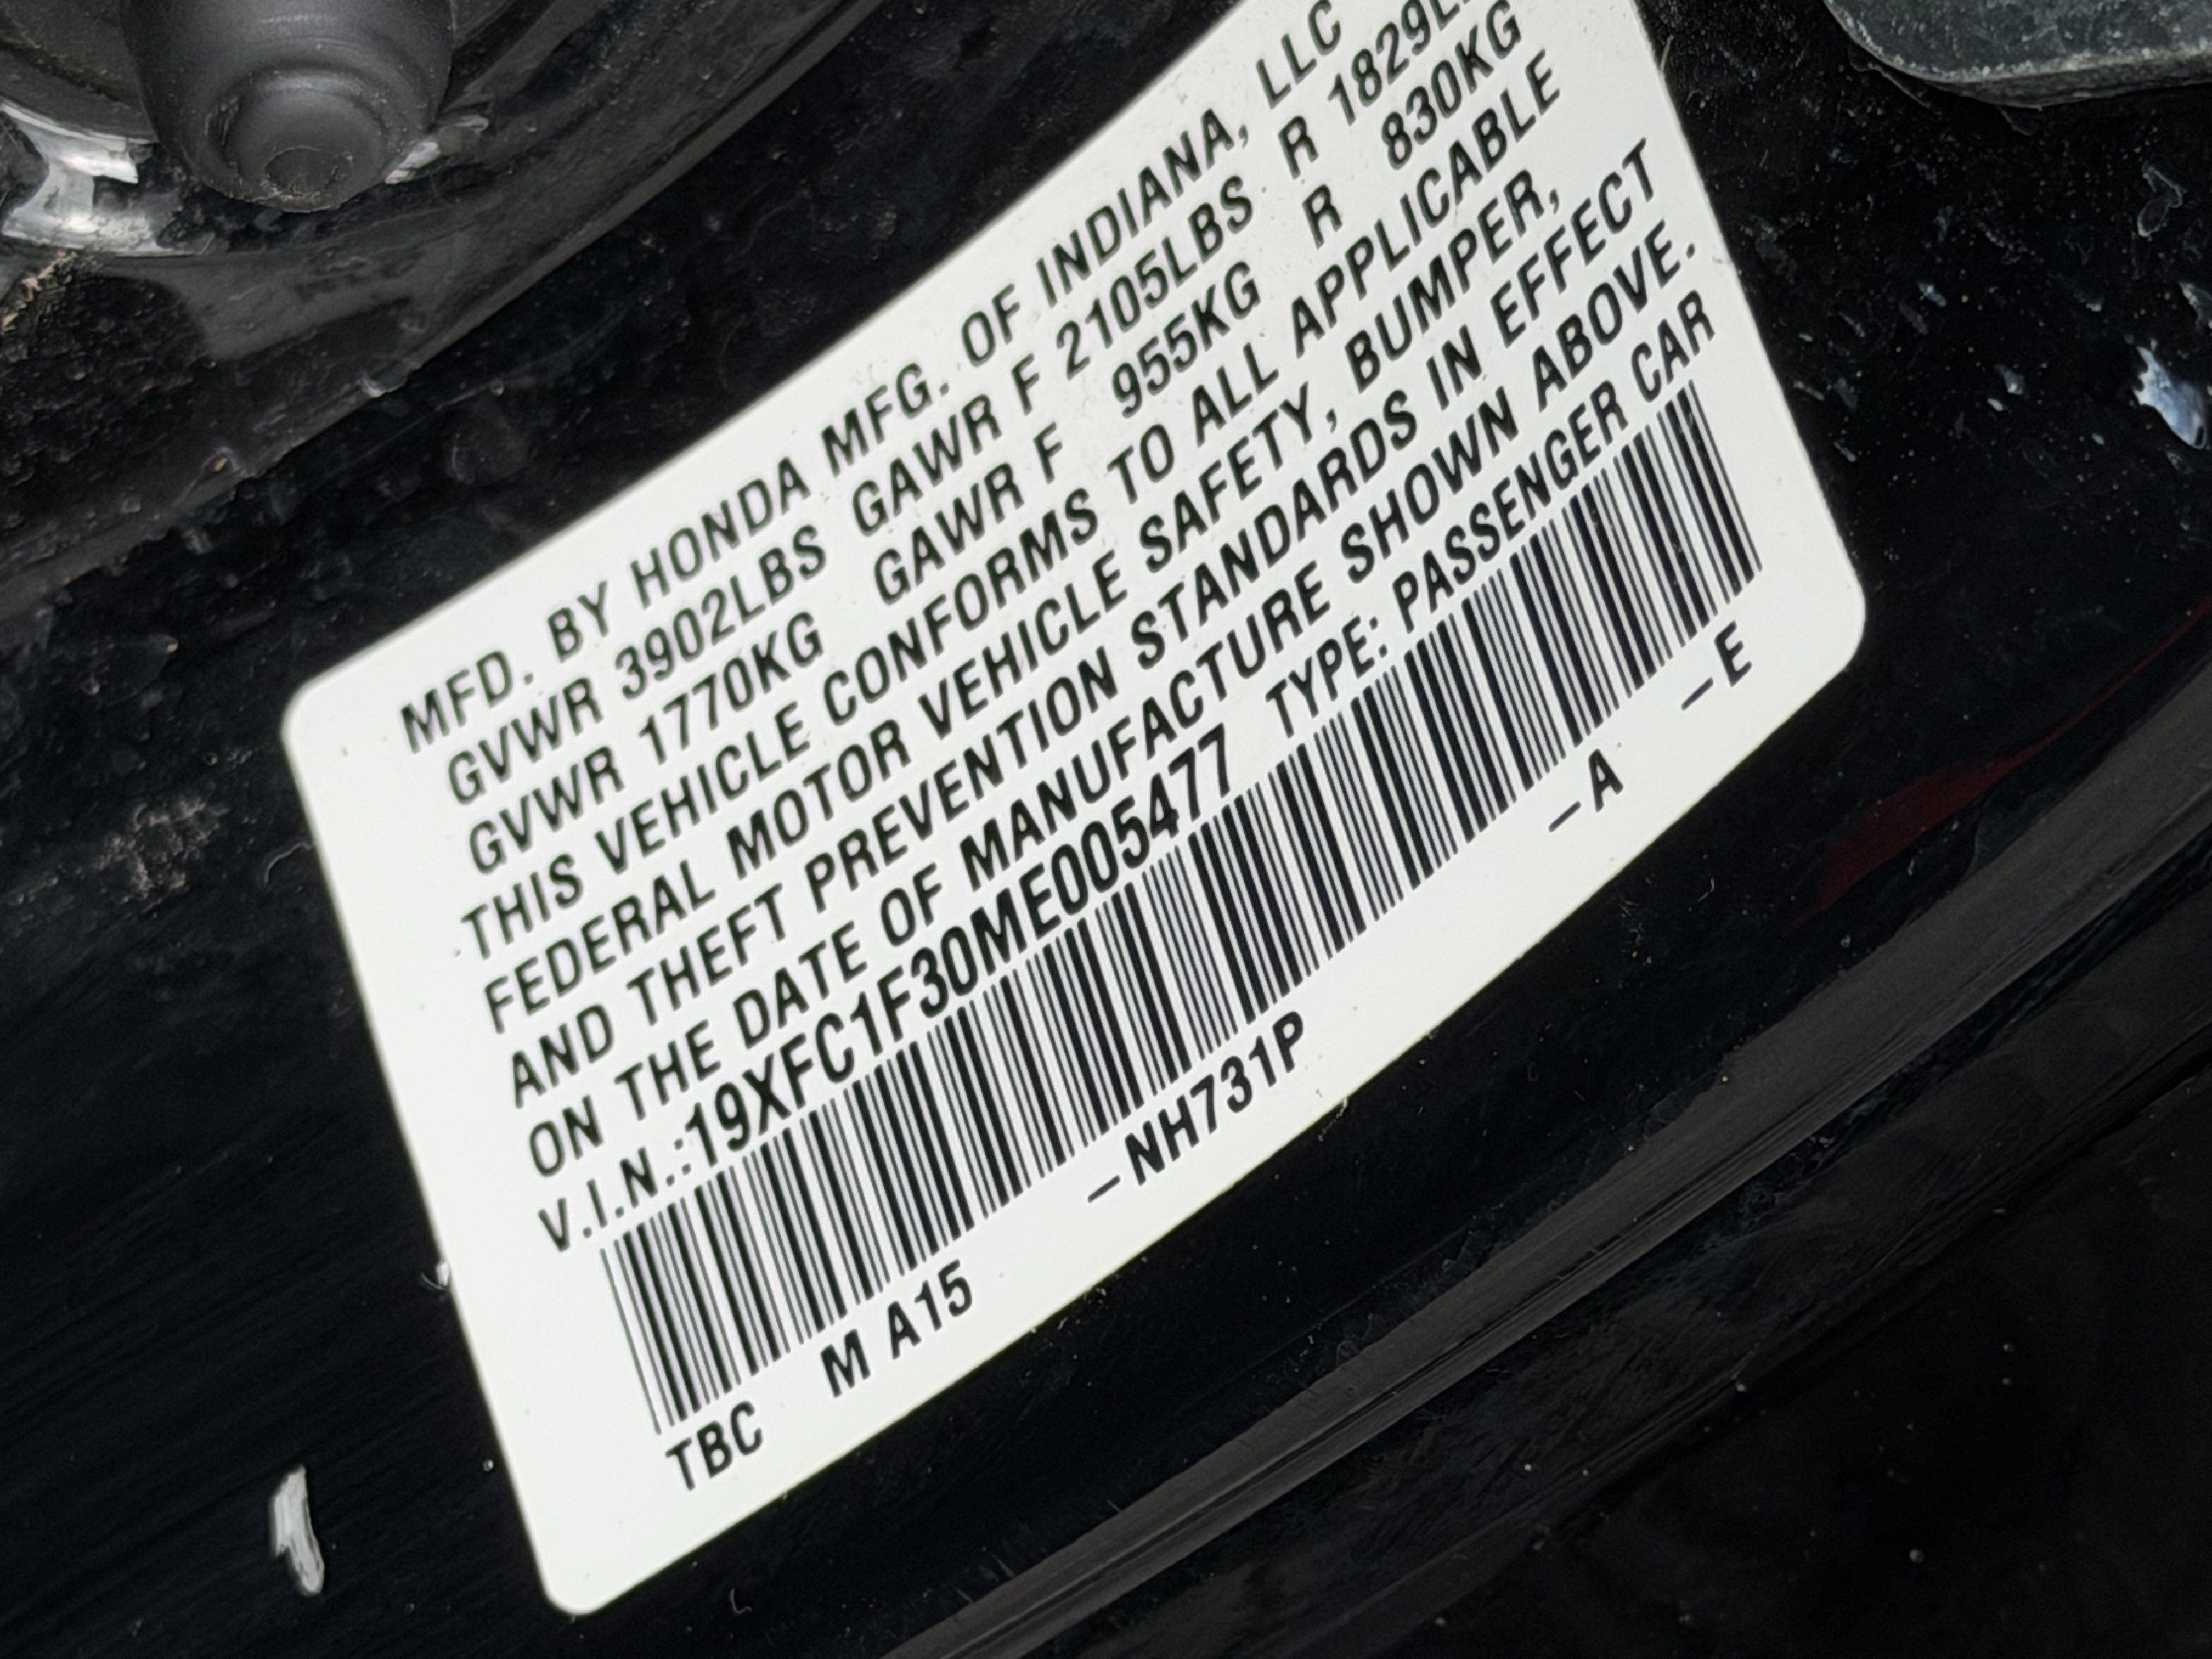 MFD. BY HONDA MFG. OF INDIANA, LLC
GVWR 3902LBS GAWR F 2105LBS R
GVWR 1770KG GAWR F 955KG R 830KG
THIS VEHICLE CONFORMS TO ALL APPLICABLE
FEDERAL MOTOR VEHICLE SAFETY, BUMPER,
AND THEFT PREVENTION STANDARDS IN EFFECT
ON THE DATE OF MANUFACTURE SHOWN ABOVE.
V.I.N.:19XFC1F30ME005477 TYPE: PASSENGER CAR
TBC M A15 –NH731P –A –E